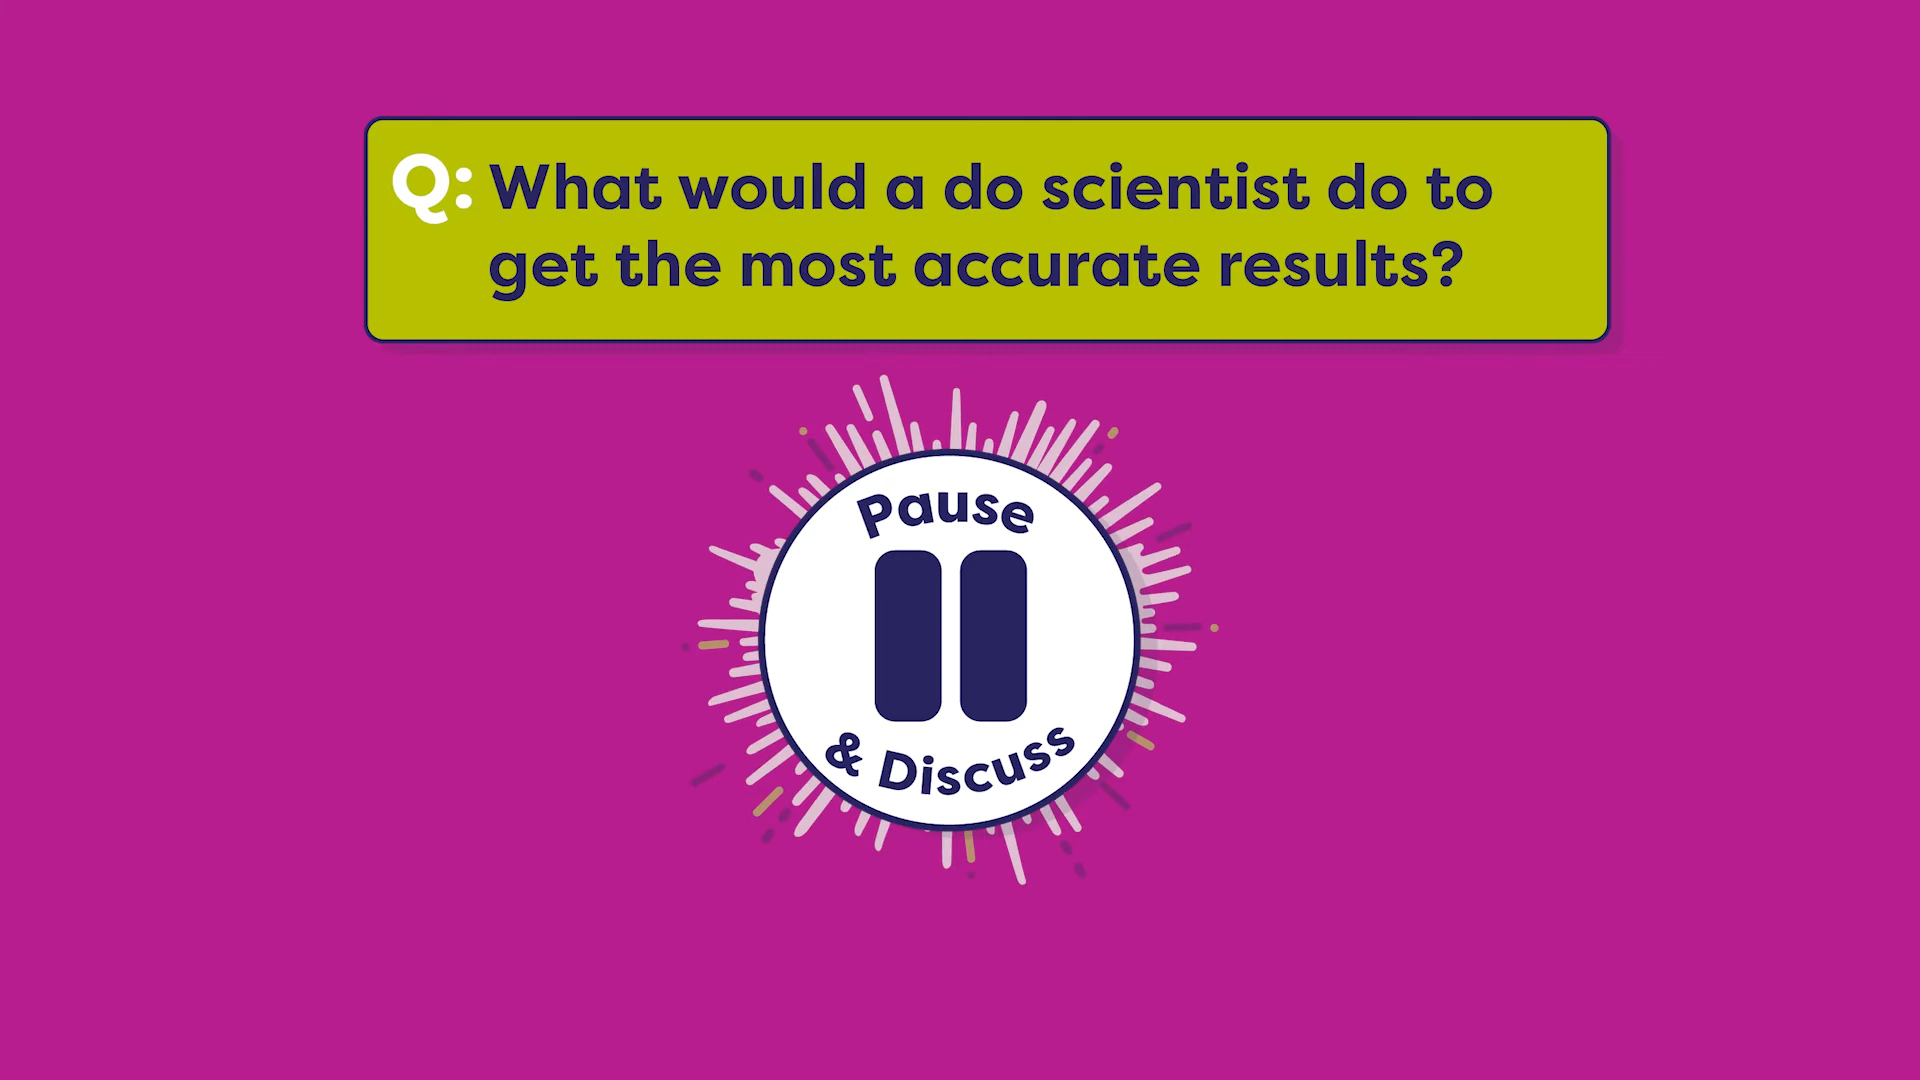 Q: What would a do scientist do to
get the most accurate results?
Pause
& Discuss